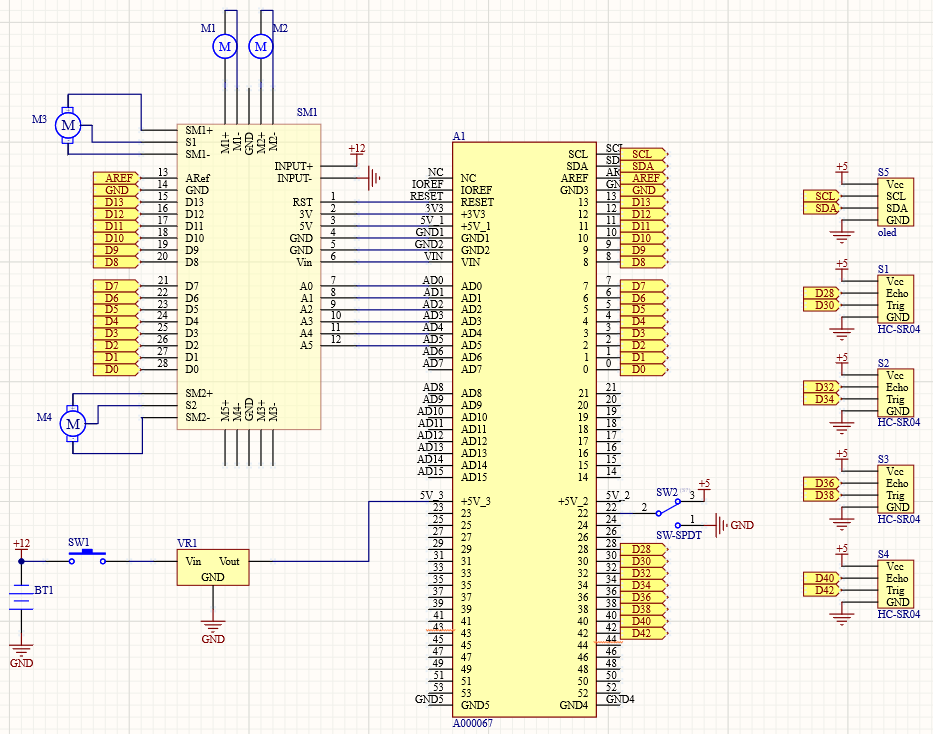 M1
M
M
M2
M3
M
SM1
SM1+
S1
SM1-
M1+
M1-
GND
M2+
M2-
INPUT+
INPUT-
+12
AREF 13 ARef
GND 14 GND
D13 15 D13
D12 16 D12
D11 17 D11
D10 18 D10
D9 19 D9
D8 20 D8
D7 21 D7
D6 22 D6
D5 23 D5
D4 24 D4
D3 25 D3
D2 26 D2
D1 27 D1
D0 28 D0
RST 1
3V 2
5V 3
GND 4
GND 5
Vin 6
A0 7
A1 8
A2 9
A3 10
A4 11
A5 12
M4
M
SM2+
S2
SM2-
M5+
M4-
GND
M3+
M3-
+12
SW1
BT1
GND
VR1
Vin Vout
GND
GND
A1
NC NC
IOREF IOREF
RESET RESET
3V3 +3V3
5V_1 +5V_1
GND1 GND1
GND2 GND2
VIN VIN
AD0 AD0
AD1 AD1
AD2 AD2
AD3 AD3
AD4 AD4
AD5 AD5
AD6 AD6
AD7 AD7
AD8 AD8
AD9 AD9
AD10 AD10
AD11 AD11
AD12 AD12
AD13 AD13
AD14 AD14
AD15 AD15
5V_3 +5V_3
23 23
25 25
27 27
29 29
31 31
33 33
35 35
37 37
39 39
41 41
43 43
45 45
47 47
49 49
51 51
53 53
GND5 GND5
A000067
SCL SCL
SDA SDA
AREF AREF
GND3 GND
13 13 D13
12 12 D12
11 11 D11
10 10 D10
9 9 D9
8 8 D8
7 7 D7
6 6 D6
5 5 D5
4 4 D4
3 3 D3
2 2 D2
1 1 D1
0 0 D0
21 21
20 20
19 19
18 18
17 17
16 16
15 15
14 14
+5V_2 5V_2
22 22
24 24
26 26
28 28 D28
30 30 D30
32 32 D32
34 34 D34
36 36 D36
38 38 D38
40 40 D40
42 42 D42
44 44
46 46
48 48
50 50
52 52
GND4 GND4
SW2 3 +5
2
1 GND
SW-SPDT
S5
+5
Vcc
SCL SCL
SDA SDA
GND
oled
S1
+5
Vcc
D28 Echo
D30 Trig
GND
HC-SR04
S2
+5
Vcc
D32 Echo
D34 Trig
GND
HC-SR04
S3
+5
Vcc
D36 Echo
D38 Trig
GND
HC-SR04
S4
+5
Vcc
D40 Echo
D42 Trig
GND
HC-SR04